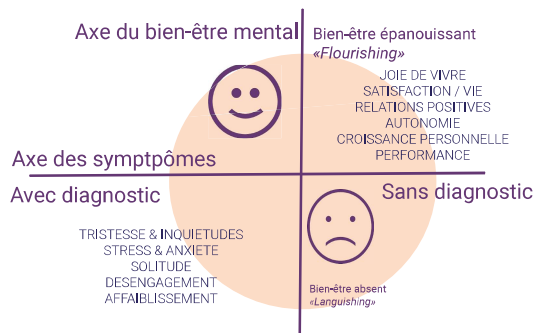 Axe du bien-être mental
Bien-être épanouissant
«Flourishing»
JOIE DE VIVRE
SATISFACTION / VIE
RELATIONS POSITIVES
AUTONOMIE
CROISSANCE PERSONNELLE
PERFORMANCE
Axe des symptpômes
Avec diagnostic
Sans diagnostic
TRISTESSE & INQUIETUDES
STRESS & ANXIETE
SOLITUDE
DESENGAGEMENT
AFFAIBLISSEMENT
Bien-être absent
«Languishing»